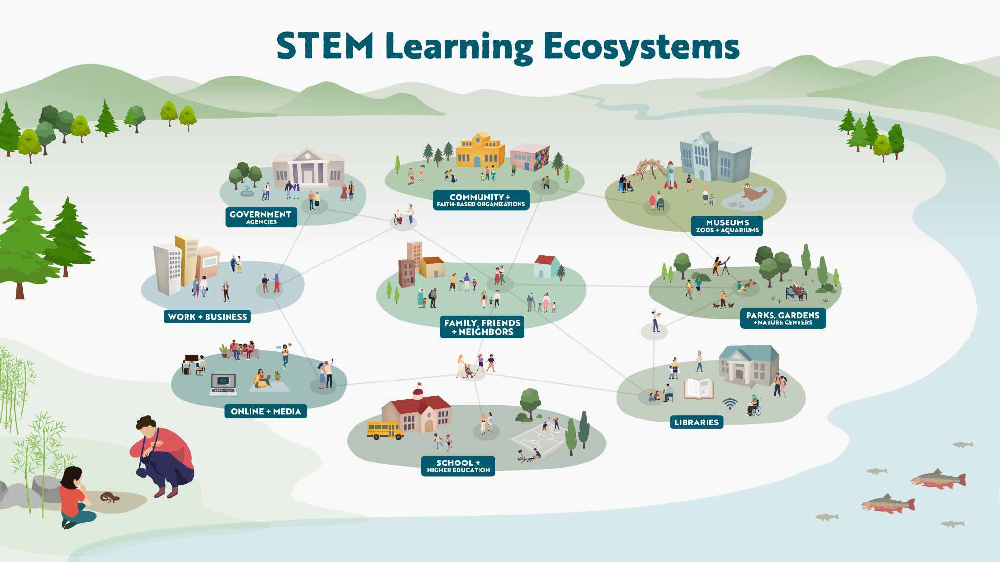 STEM Learning Ecosystems
COMMUNITY +
FAITH-BASED ORGANIZATIONS
GOVERNMENT
AGENCIES
MUSEUMS
ZOOS + AQUARIUMS
WORK + BUSINESS
FAMILY, FRIENDS
+ NEIGHBORS
PARKS, GARDENS
+ NATURE CENTERS
ONLINE + MEDIA
LIBRARIES
SCHOOL +
HIGHER EDUCATION